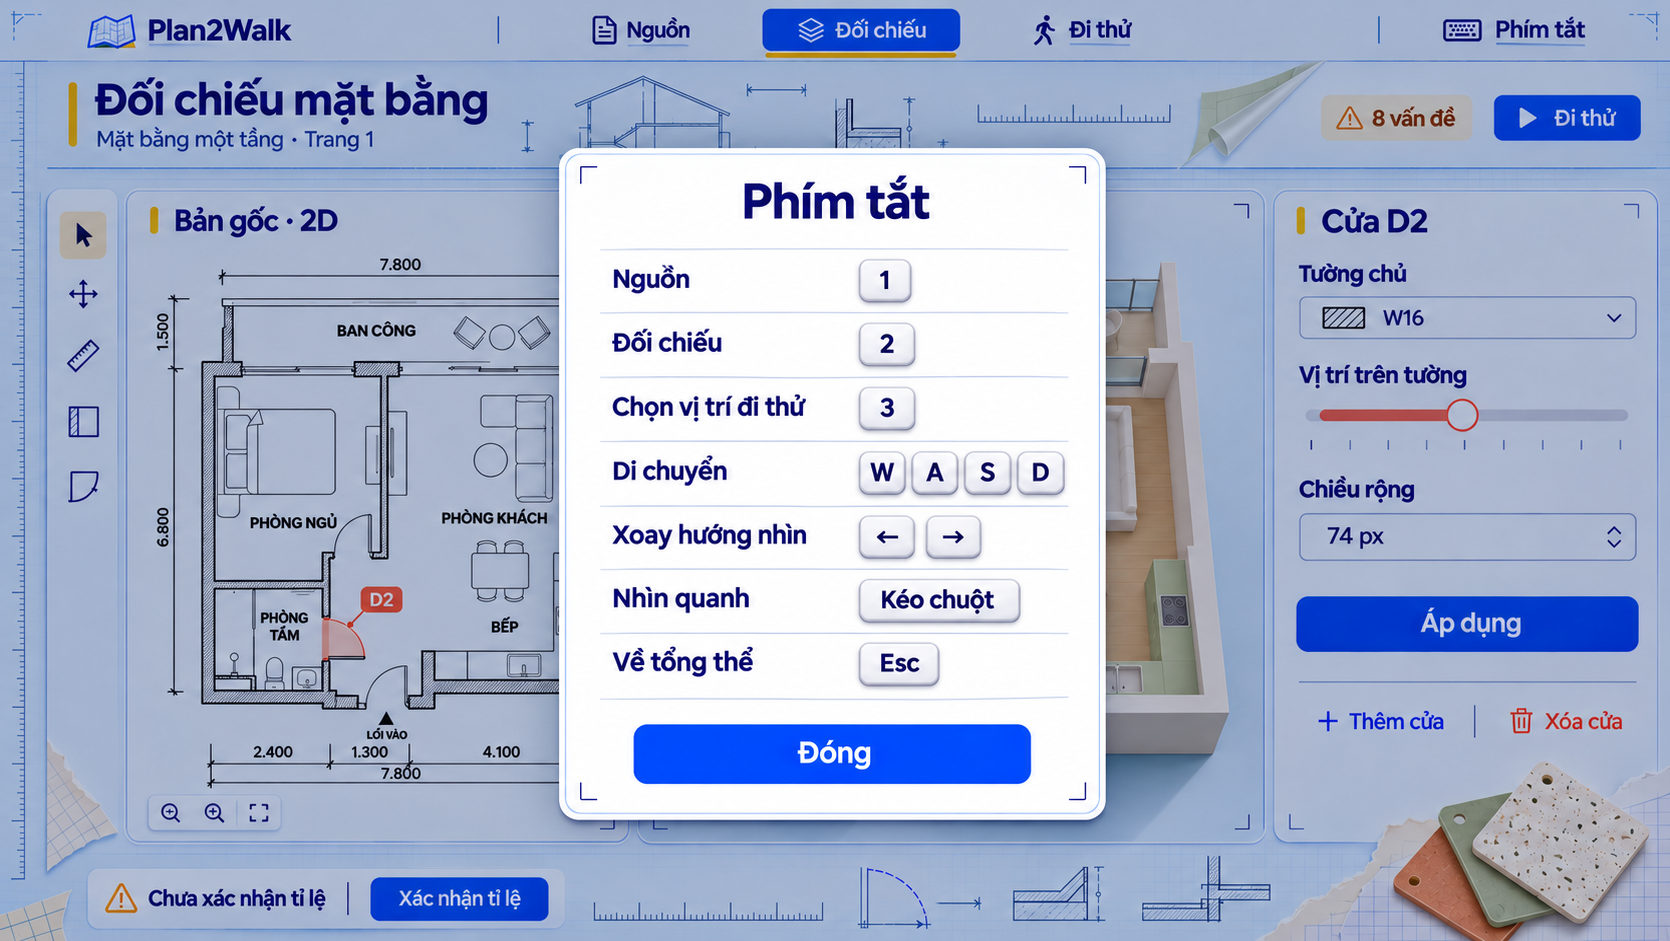 Plan2Walk
Nguồn
Đối chiếu
Đi thử
Phím tắt
Đối chiếu mặt bằng
Mặt bằng một tầng · Trang 1
8 vấn đề
Đi thử
Bản gốc · 2D
7.800
1.500
BAN CÔNG
6.800
PHÒNG NGỦ
PHÒNG KHÁCH
D2
PHÒNG
TẮM
BẾP
LỐI VÀO
2.400
1.300
4.100
7.800
Phím tắt
Nguồn 1
Đối chiếu 2
Chọn vị trí đi thử 3
Di chuyển W A S D
Xoay hướng nhìn ← →
Nhìn quanh Kéo chuột
Về tổng thể Esc
Đóng
Cửa D2
Tường chủ
W16
Vị trí trên tường
Chiều rộng
74 px
Áp dụng
+ Thêm cửa
Xóa cửa
Chưa xác nhận tỉ lệ
Xác nhận tỉ lệ